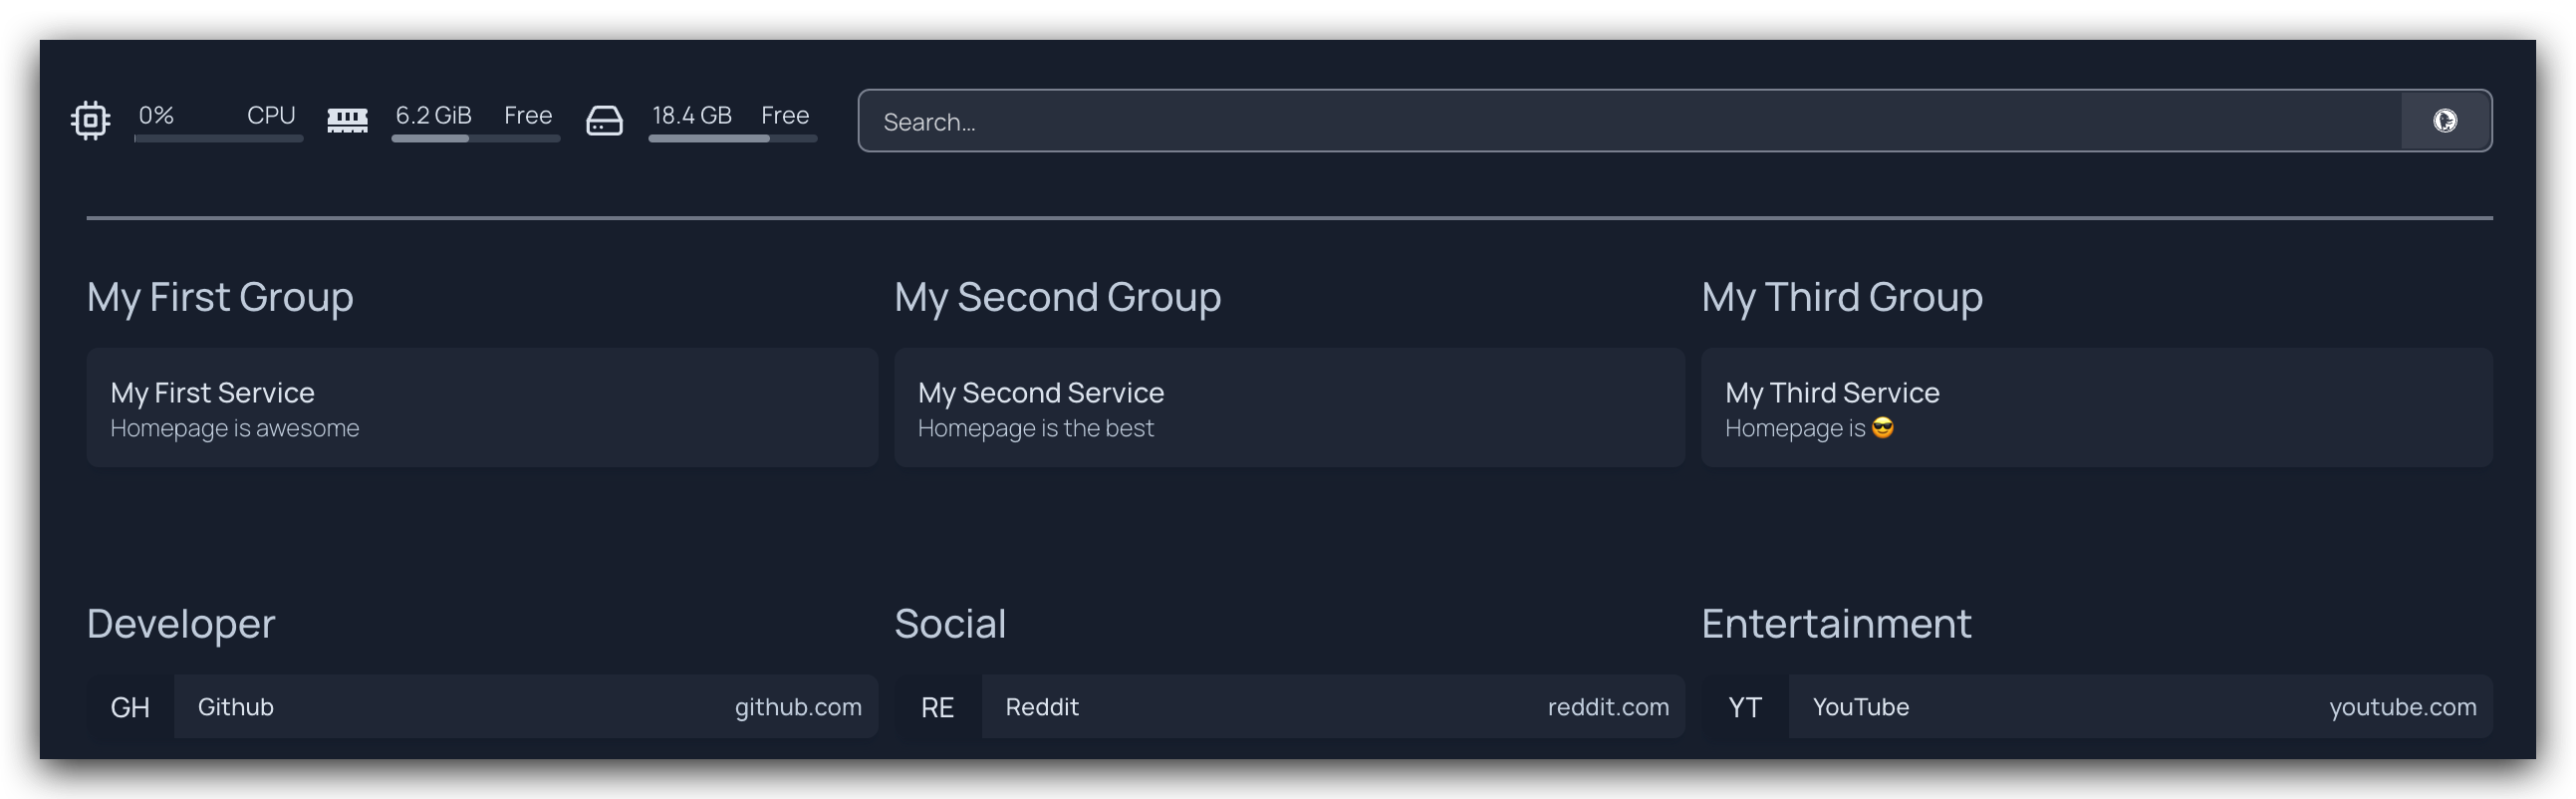 0% CPU 6.2 GiB Free 18.4 GB Free Search...
My First Group My Second Group My Third Group
My First Service My Second Service My Third Service
Homepage is awesome Homepage is the best Homepage is 😎
Developer Social Entertainment
GH Github github.com RE Reddit reddit.com YT YouTube youtube.com